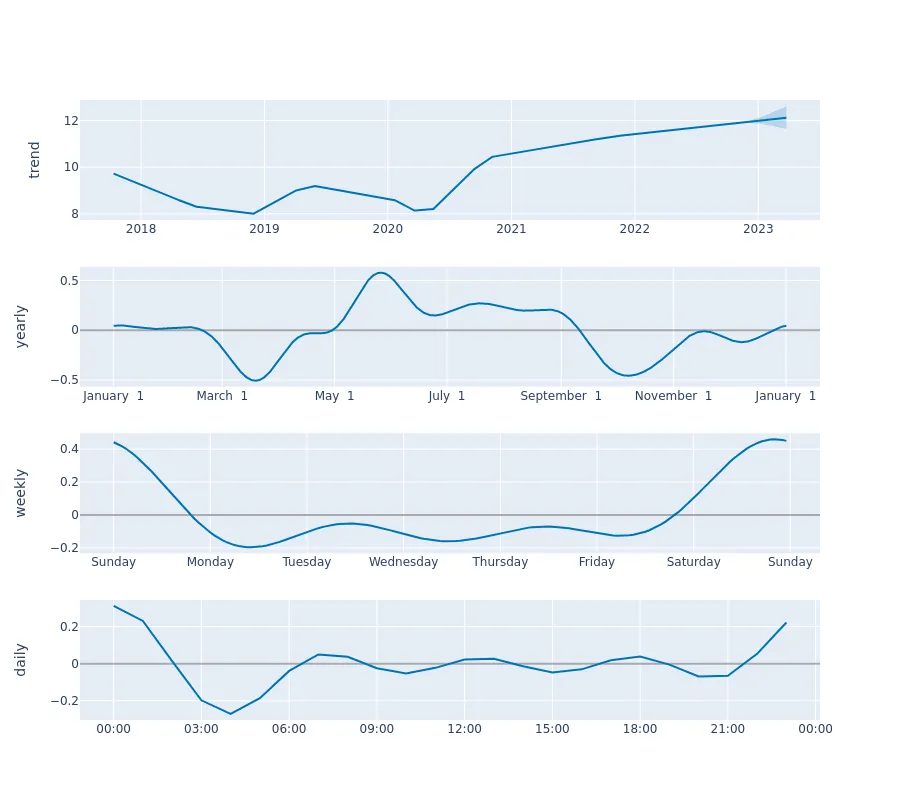 trend
12
10
8
2018 2019 2020 2021 2022 2023
yearly
0.5
0
−0.5
January 1 March 1 May 1 July 1 September 1 November 1 January 1
weekly
0.4
0.2
0
−0.2
Sunday Monday Tuesday Wednesday Thursday Friday Saturday Sunday
daily
0.2
0
−0.2
00:00 03:00 06:00 09:00 12:00 15:00 18:00 21:00 00:00